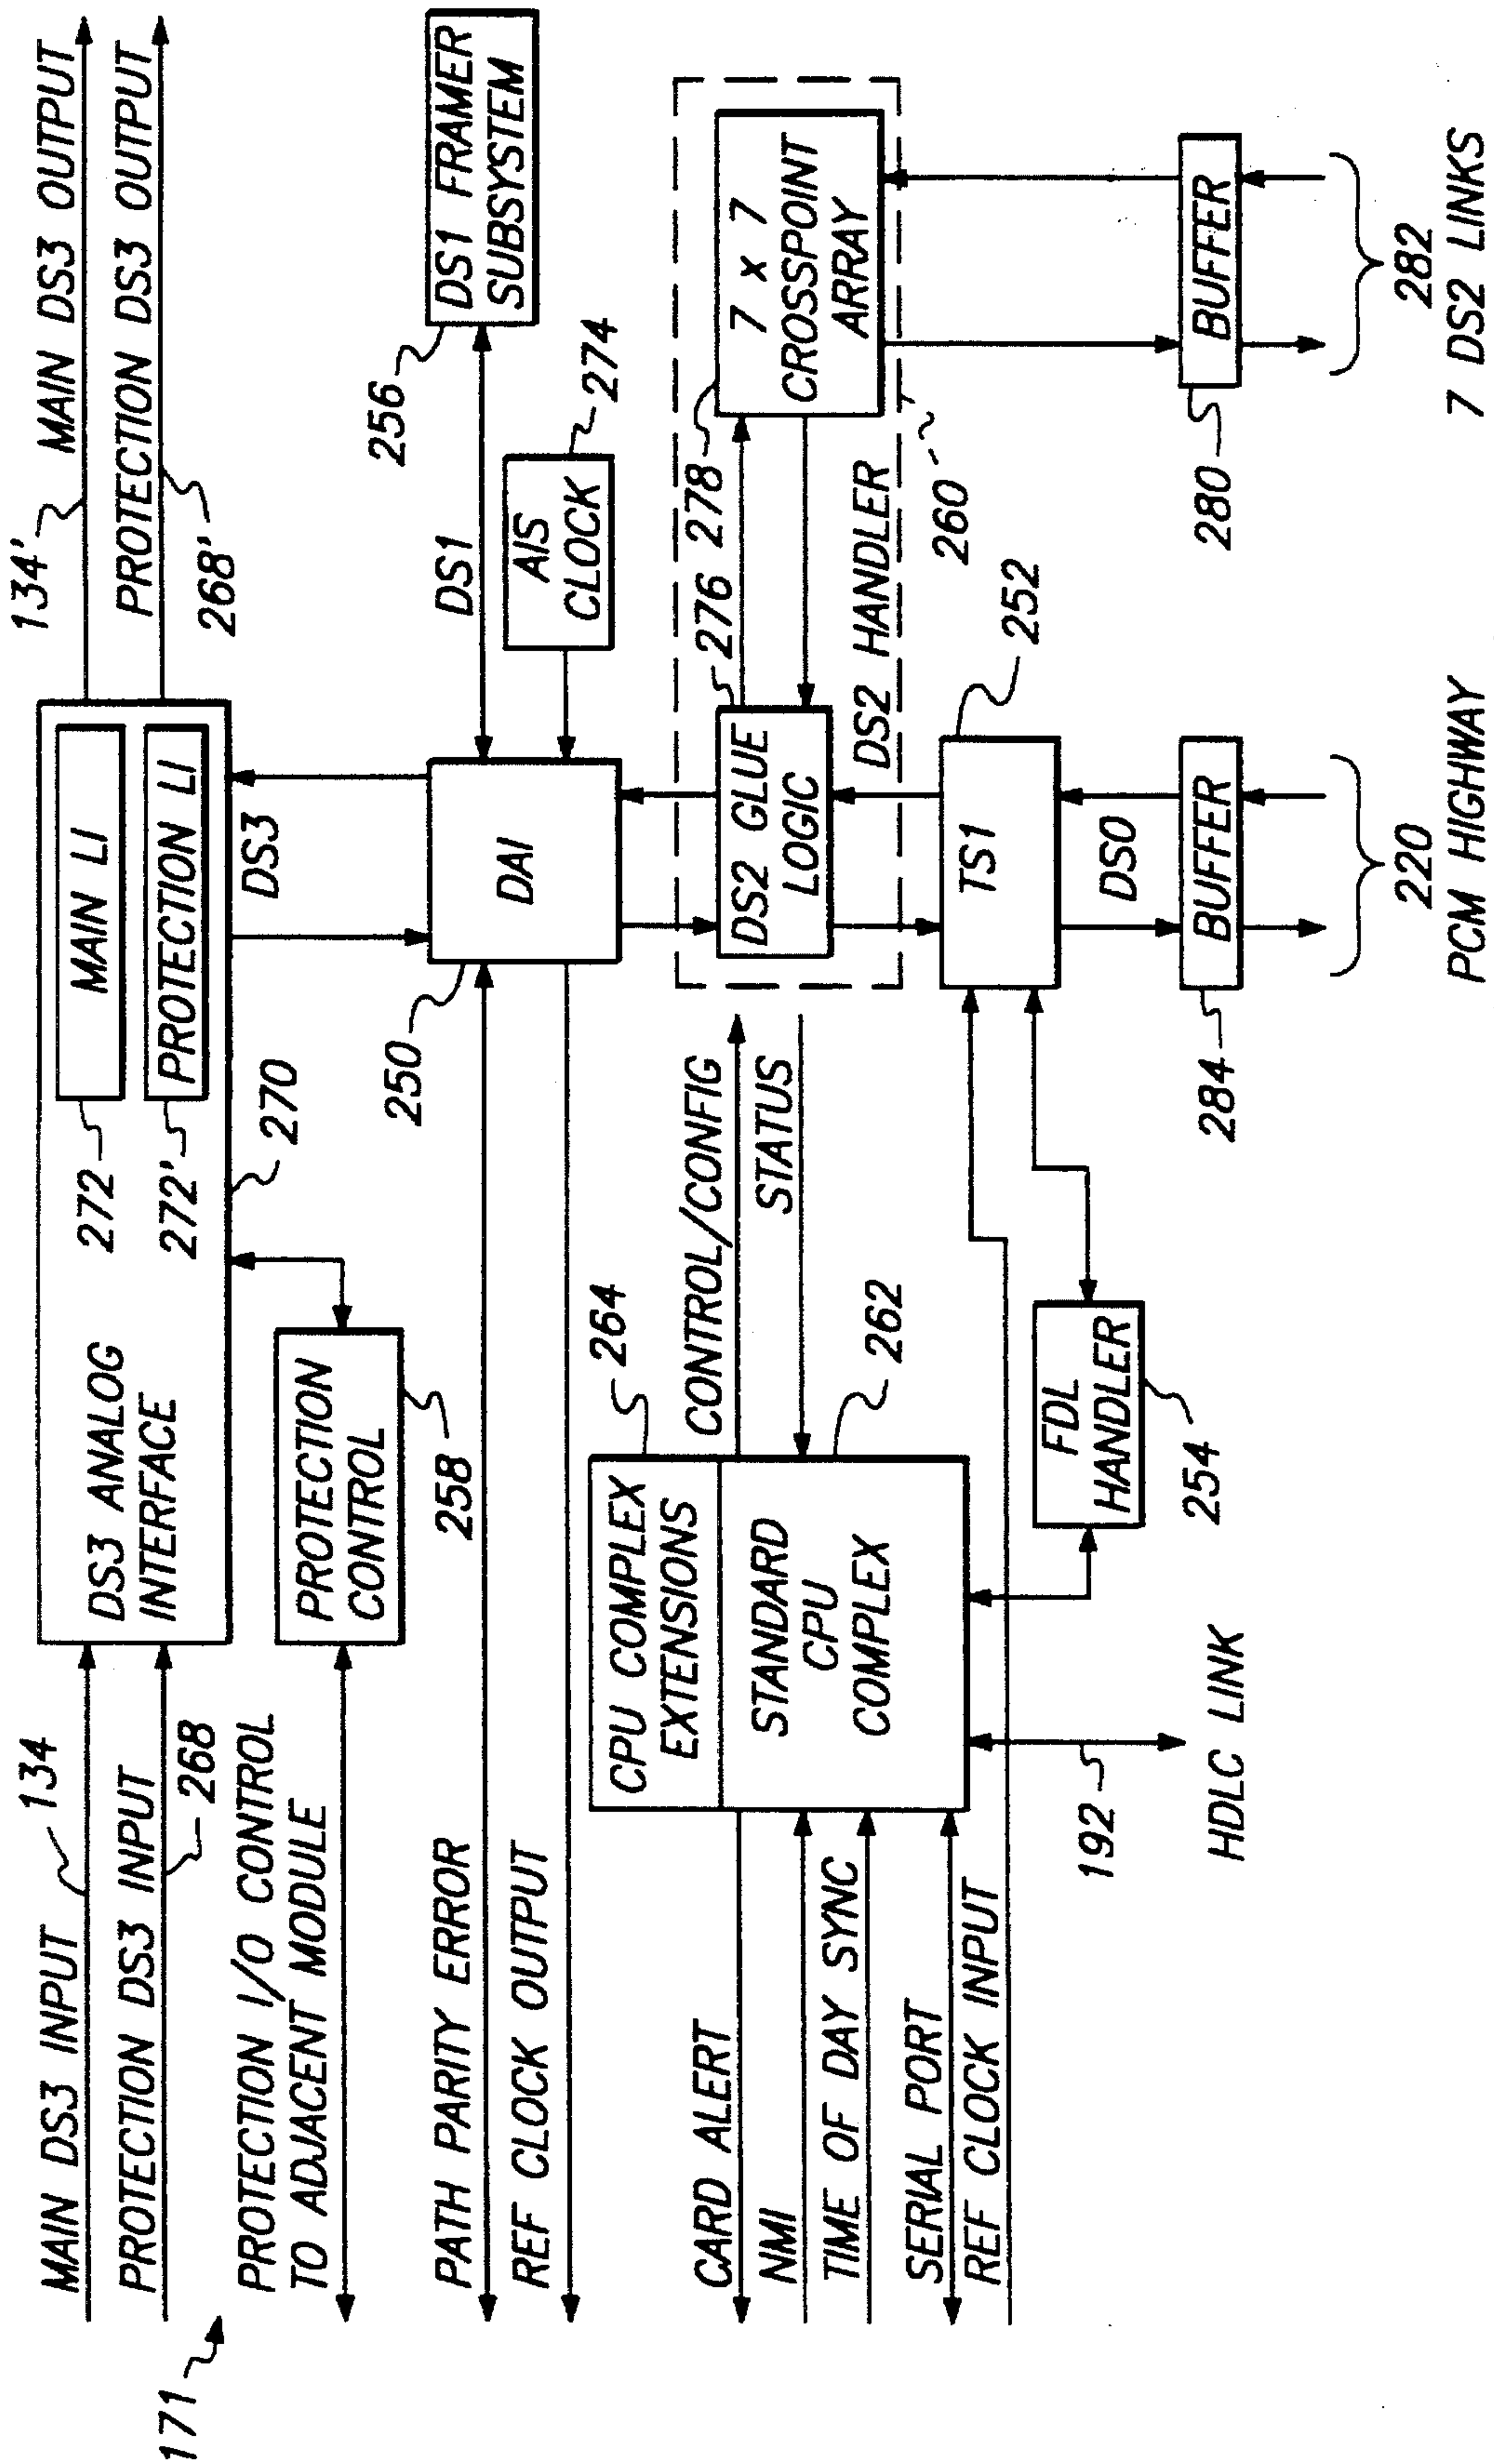 171
MAIN DS3 INPUT
134
PROTECTION DS3 INPUT
268
DS3 ANALOG
INTERFACE
272
MAIN LI
272'
PROTECTION LI
270
134'
MAIN DS3 OUTPUT
PROTECTION DS3 OUTPUT
268'
PROTECTION I/O CONTROL
TO ADJACENT MODULE
PROTECTION
CONTROL
258
DS3
PATH PARITY ERROR
REF CLOCK OUTPUT
250
DAI
DS1
256
DS1 FRAMER
SUBSYSTEM
AIS
CLOCK
274
CARD ALERT
NMI
TIME OF DAY SYNC
SERIAL PORT
REF CLOCK INPUT
CPU COMPLEX
EXTENSIONS
264
STANDARD
CPU
COMPLEX
262
CONTROL/CONFIG
STATUS
DS2 GLUE
LOGIC
276
278
7 x 7
CROSSPOINT
ARRAY
DS2 HANDLER
260
TS1
252
FDL
HANDLER
254
192
HDLC LINK
DS0
284
BUFFER
220
PCM HIGHWAY
280
BUFFER
282
7 DS2 LINKS